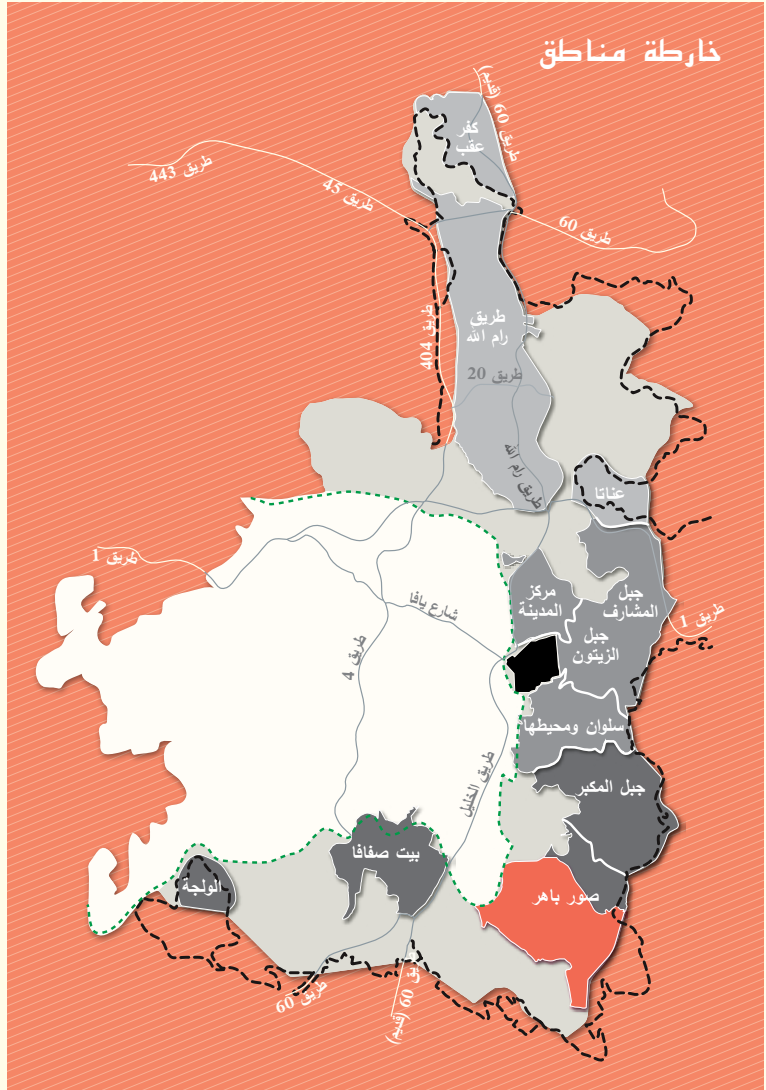 خارطة مناطق
طريق 60 (قديم)
كفر
عقب
طريق 443
طريق 45
طريق 60
طريق 404
طريق
رام الله
طريق 20
طريق رام الله
عناتا
طريق 1
شارع يافا
مركز
المدينة
جبل
المشارف
طريق 1
جبل
الزيتون
طريق 4
سلوان ومحيطها
طريق الخليل
جبل المكبر
بيت صفافا
الولجة
صور باهر
طريق 60
طريق 60 (قديم)